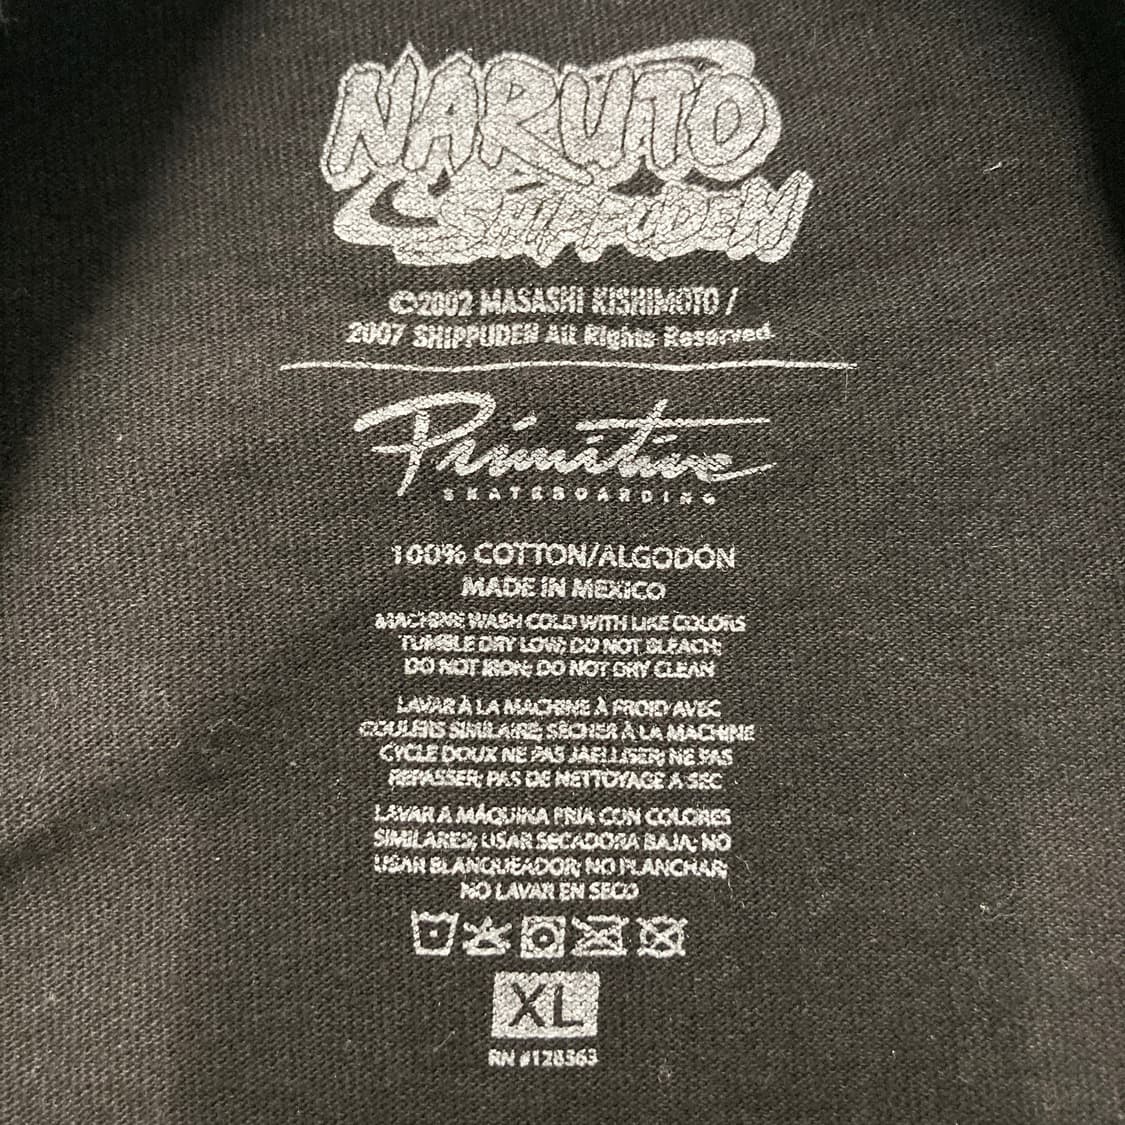 NARUTO
SHIPPUDEN
©2002 MASASHI KISHIMOTO /
2007 SHIPPUDEN All Rights Reserved.
Primitive
SKATEBOARDING
100% COTTON/ALGODÓN
MADE IN MEXICO
MACHINE WASH COLD WITH LIKE COLORS
TUMBLE DRY LOW; DO NOT BLEACH;
DO NOT IRON; DO NOT DRY CLEAN
LAVAR À LA MACHINE À FROID AVEC
COULERS SIMILAIRE; SÉCHER À LA MACHINE
CYCLE DOUX NE PAS JAELLISER; NE PAS
REPASSER; PAS DE NETTOYAGE A SEC
LAVAR A MÁQUINA FRIA CON COLORES
SIMILARES; USAR SECADORA BAJA; NO
USAR BLANQUEADOR; NO PLANCHAR;
NO LAVAR EN SECO
XL
RN #128363